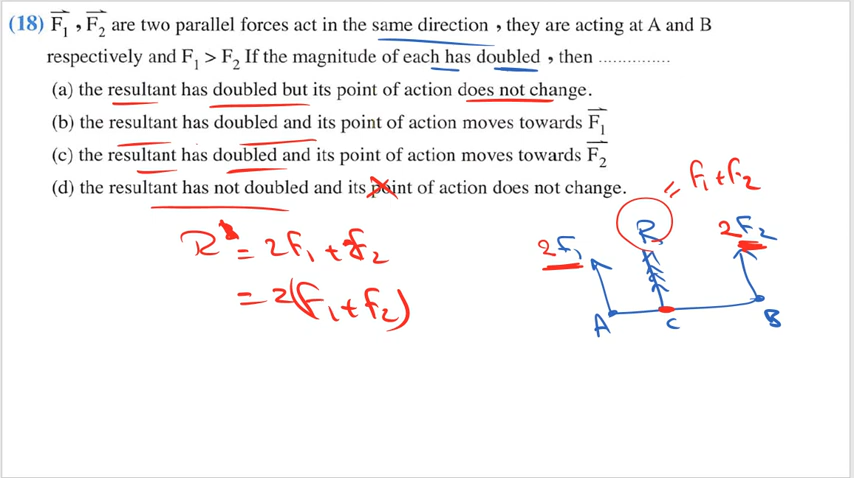 (18) F₁ , F₂ are two parallel forces act in the same direction , they are acting at A and B
respectively and F₁ > F₂ If the magnitude of each has doubled , then ...............
(a) the resultant has doubled but its point of action does not change.
(b) the resultant has doubled and its point of action moves towards F₁
(c) the resultant has doubled and its point of action moves towards F₂
(d) the resultant has not doubled and its point of action does not change.
= F₁ + F₂
R
2F₁
2F₂
A
C
B
R = 2F₁ + 2F₂
= 2(F₁ + F₂)